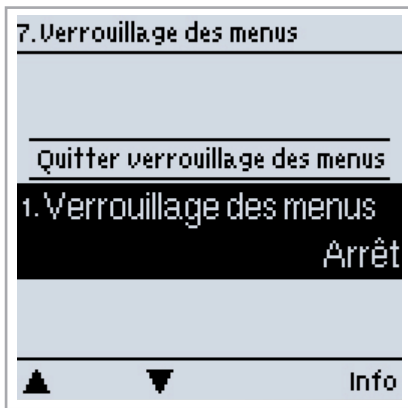 7.Verrouillage des menus
Quitter verrouillage des menus
1.Verrouillage des menus
Arrêt
Info